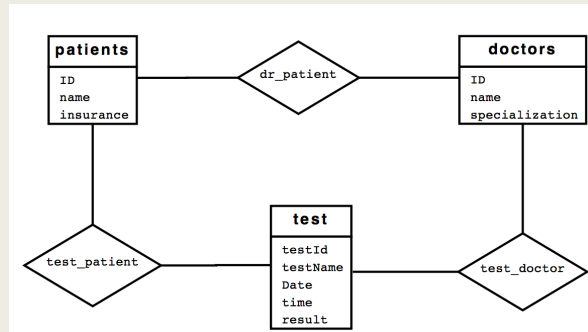 patients
ID
name
insurance
dr_patient
doctors
ID
name
specialization
test_patient
test
testId
testName
Date
time
result
test_doctor